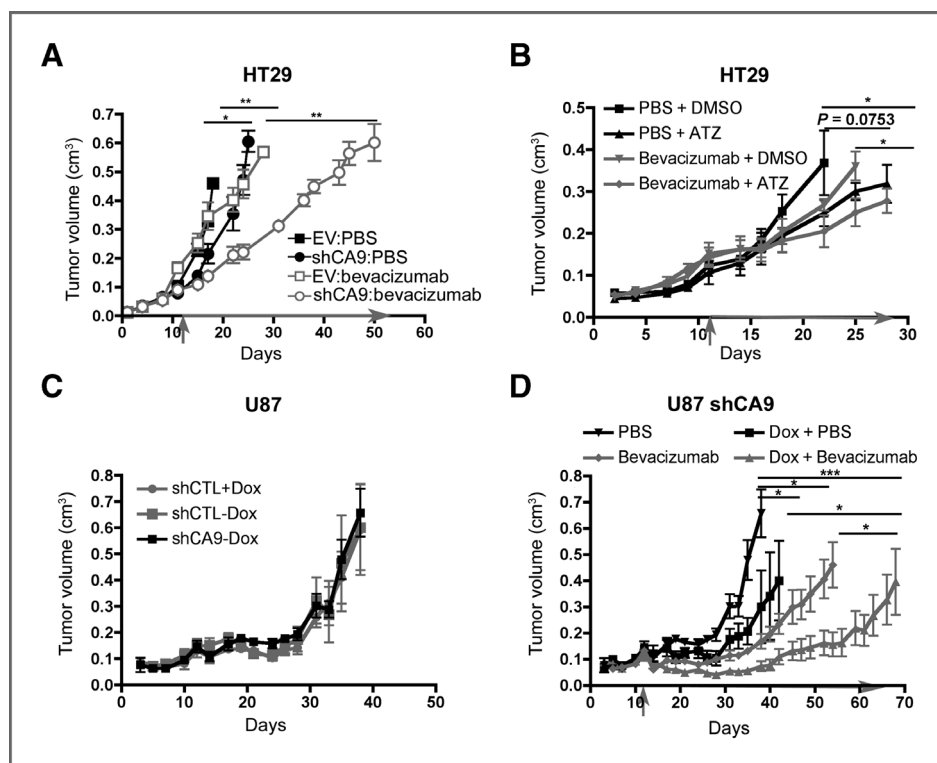 A
HT29
Tumor volume (cm³)
0.7
0.6
0.5
0.4
0.3
0.2
0.1
0.0
**
*
**
EV:PBS
shCA9:PBS
EV:bevacizumab
shCA9:bevacizumab
0 10 20 30 40 50 60
Days
B
HT29
Tumor volume (cm³)
0.5
0.4
0.3
0.2
0.1
0.0
PBS + DMSO
PBS + ATZ
Bevacizumab + DMSO
Bevacizumab + ATZ
*
P = 0.0753
*
0 5 10 15 20 25 30
Days
C
U87
Tumor volume (cm³)
0.8
0.7
0.6
0.5
0.4
0.3
0.2
0.1
0.0
shCTL+Dox
shCTL-Dox
shCA9-Dox
0 10 20 30 40 50
Days
D
U87 shCA9
PBS Dox + PBS
Bevacizumab Dox + Bevacizumab
Tumor volume (cm³)
0.8
0.7
0.6
0.5
0.4
0.3
0.2
0.1
0.0
***
*
*
*
*
0 10 20 30 40 50 60 70
Days